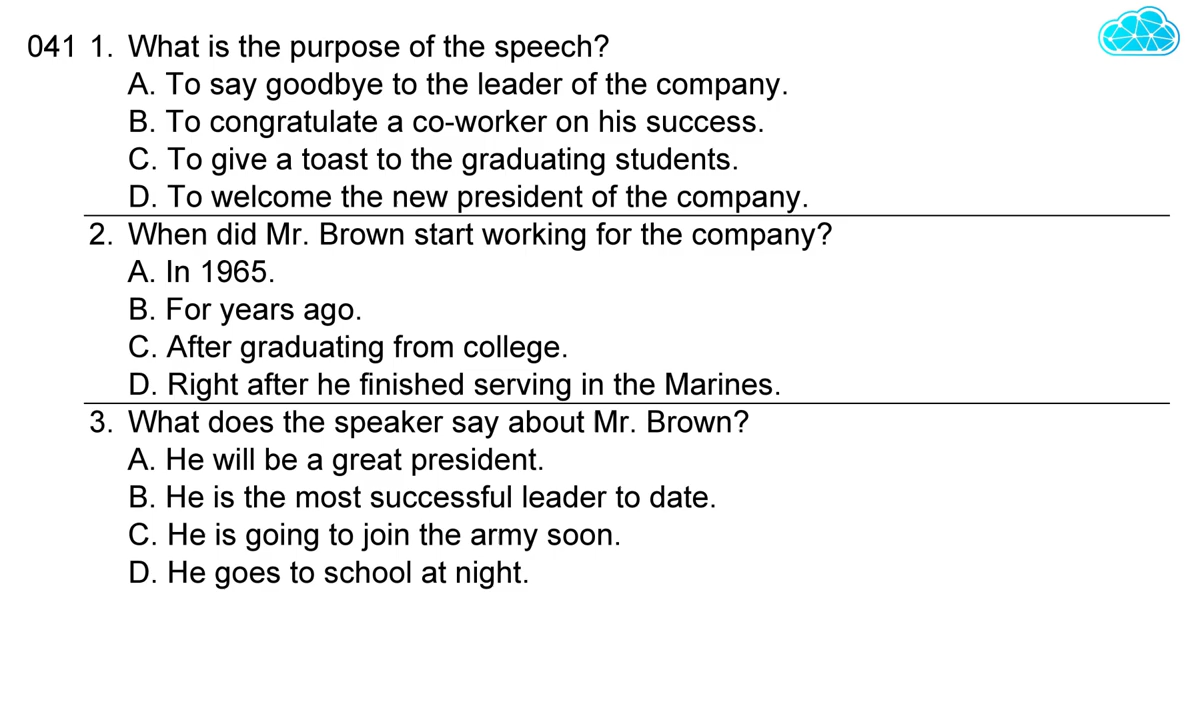 041 1. What is the purpose of the speech?
A. To say goodbye to the leader of the company.
B. To congratulate a co-worker on his success.
C. To give a toast to the graduating students.
D. To welcome the new president of the company.
2. When did Mr. Brown start working for the company?
A. In 1965.
B. For years ago.
C. After graduating from college.
D. Right after he finished serving in the Marines.
3. What does the speaker say about Mr. Brown?
A. He will be a great president.
B. He is the most successful leader to date.
C. He is going to join the army soon.
D. He goes to school at night.